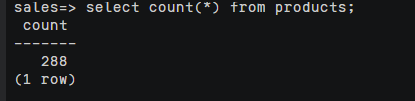 sales=> select count(*) from products;
 count
-------
   288
(1 row)